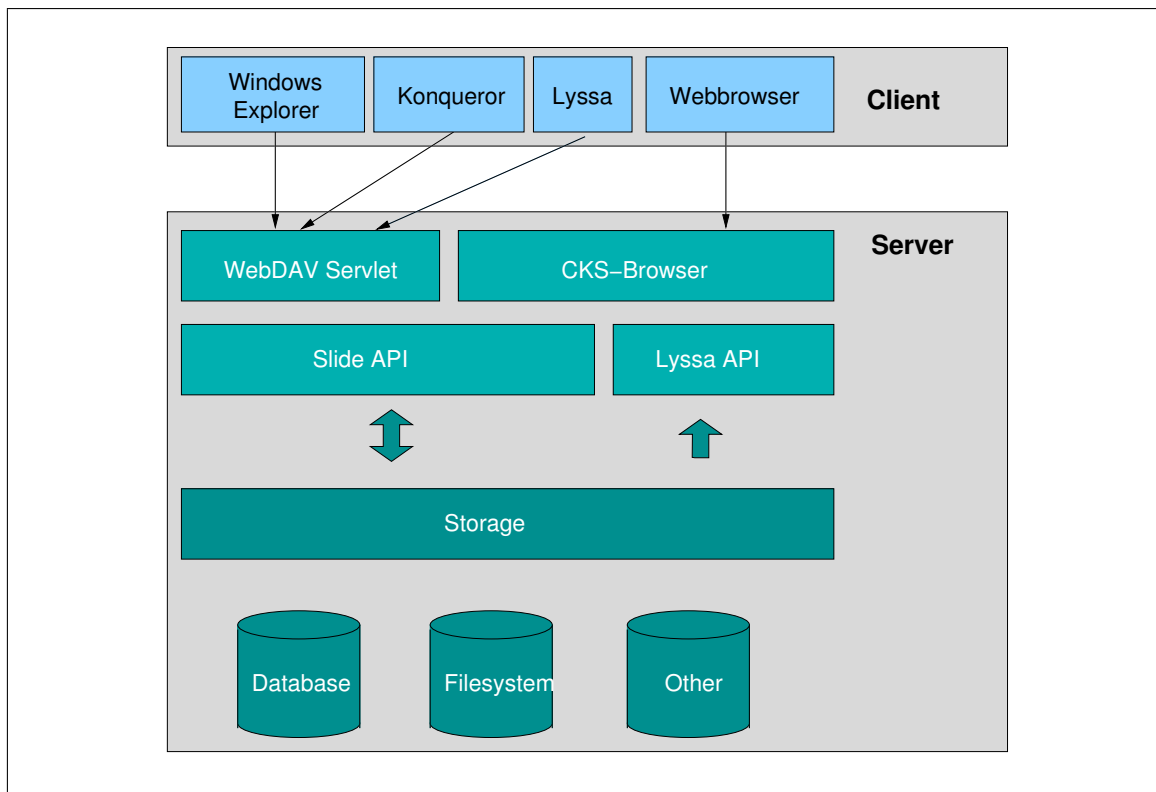 Windows
Explorer
Konqueror
Lyssa
Webbrowser
Client
Server
WebDAV Servlet
CKS−Browser
Slide API
Lyssa API
Storage
Database
Filesystem
Other